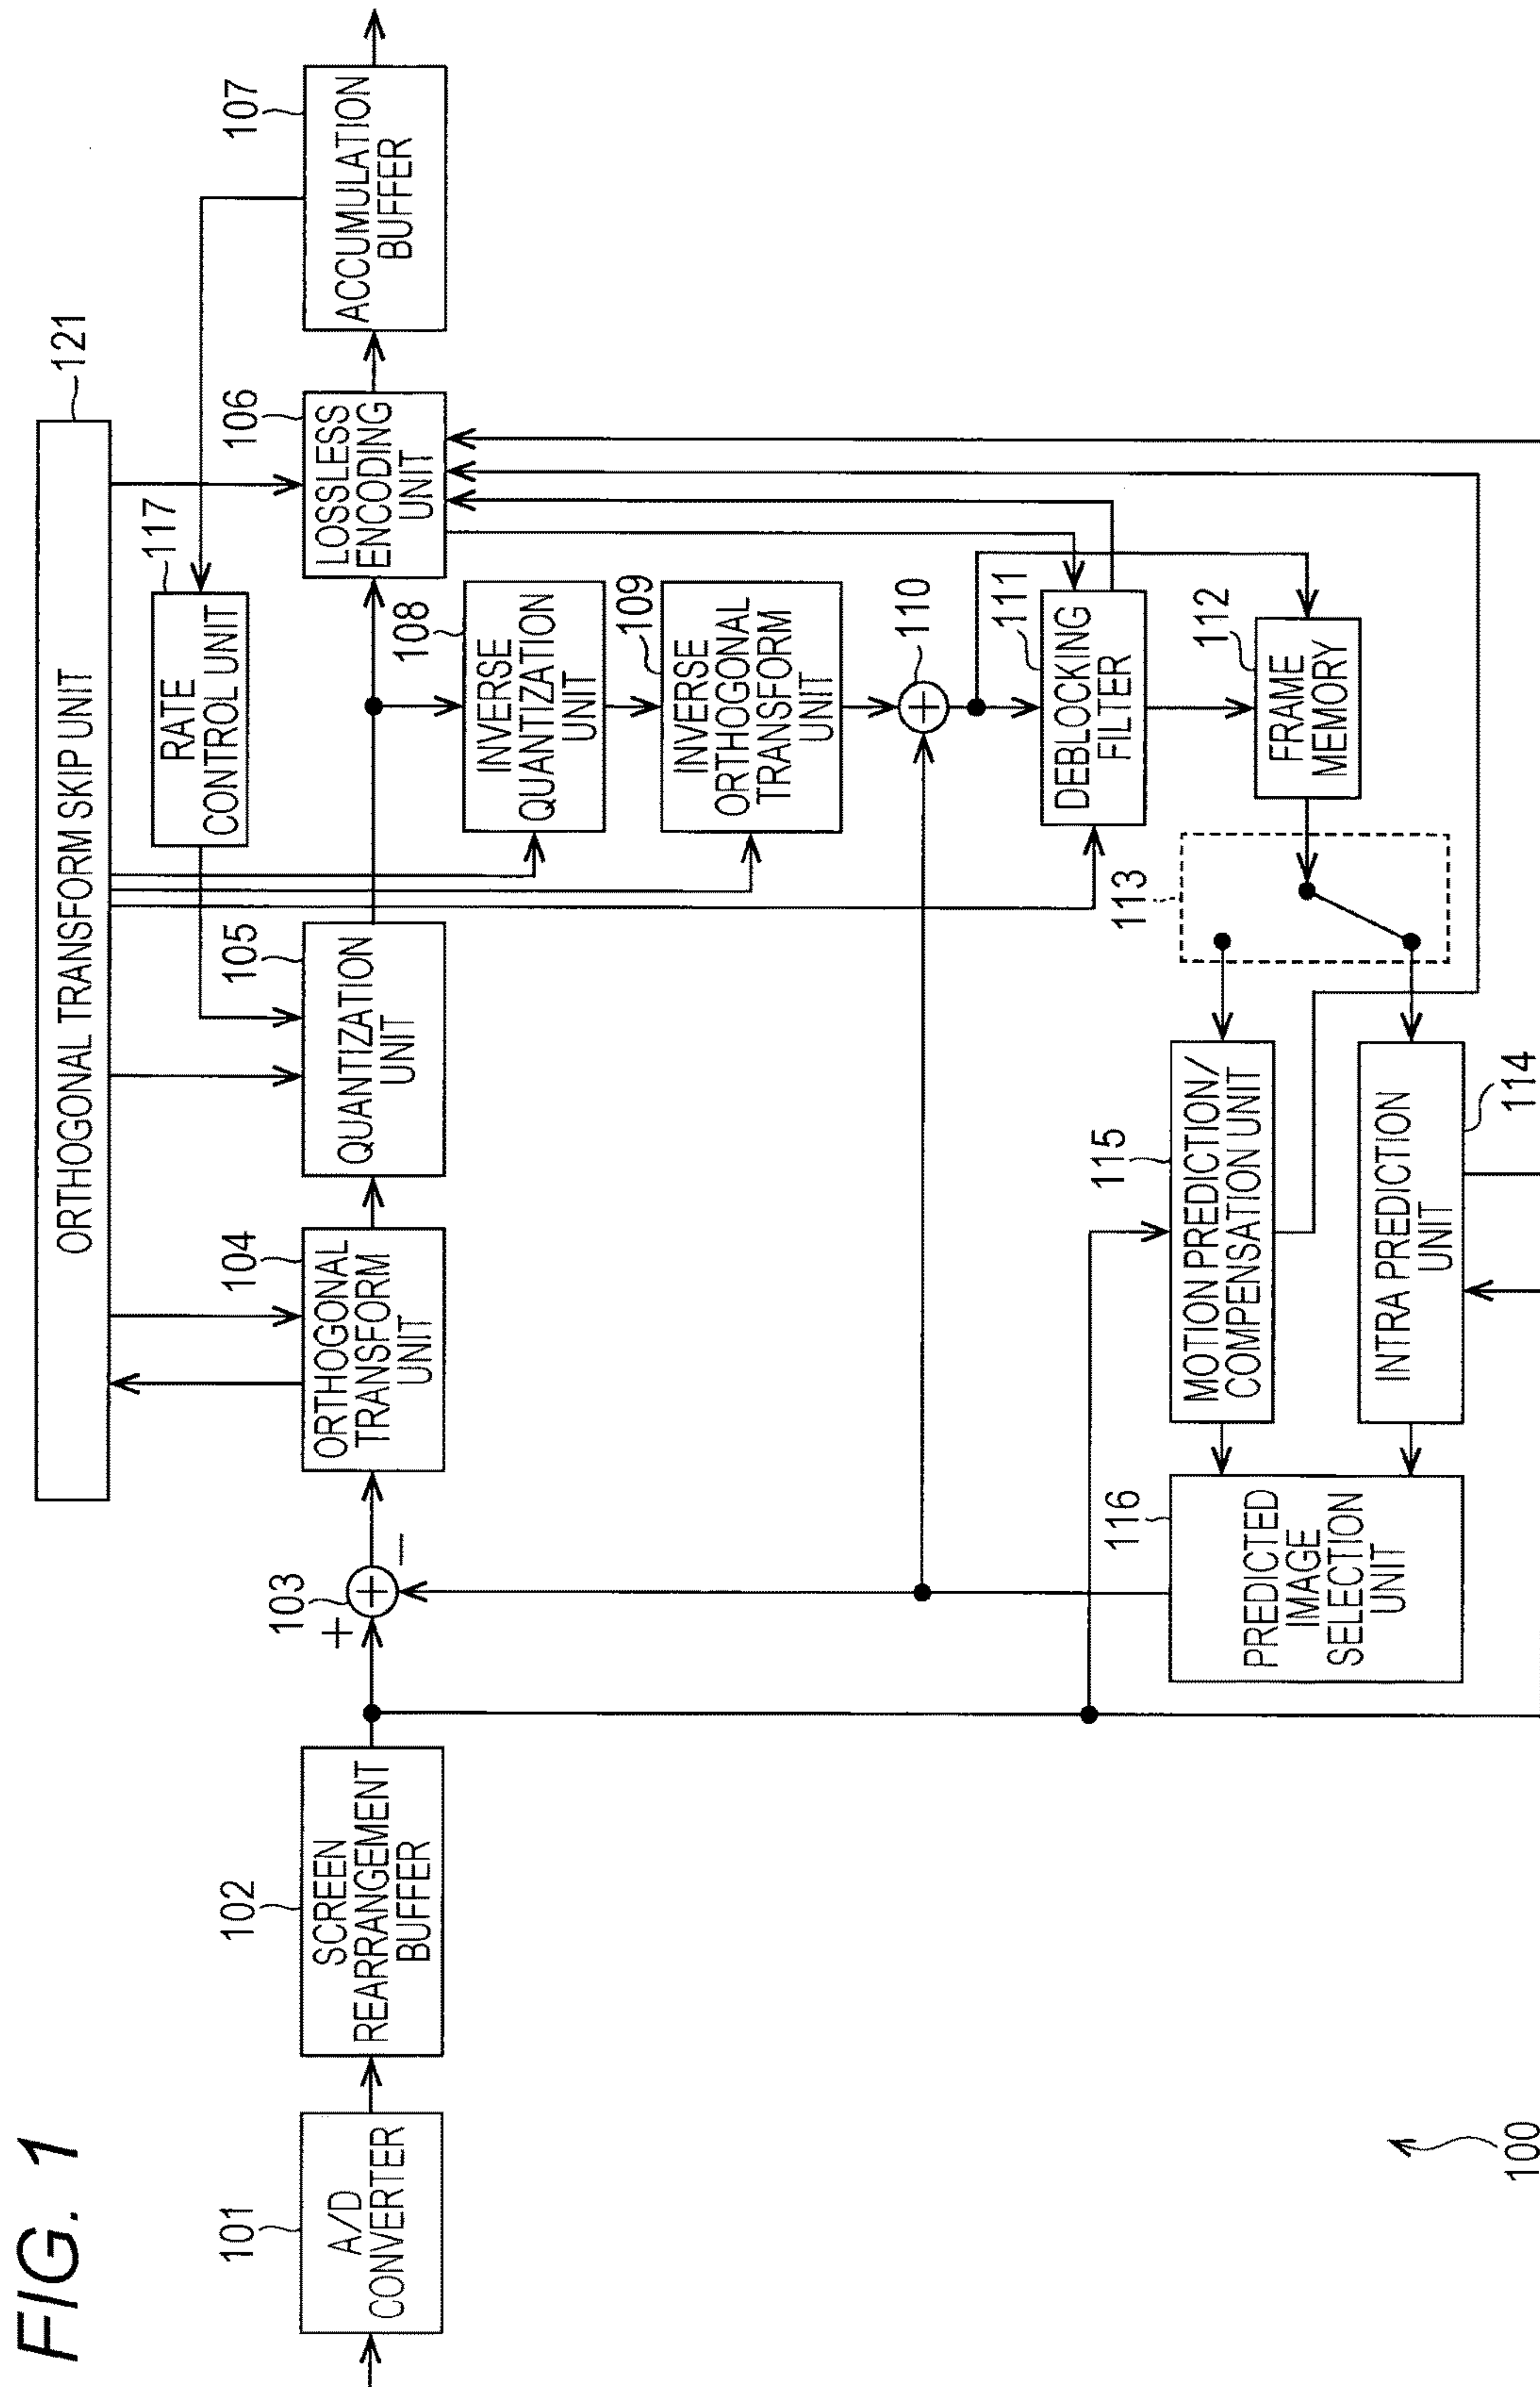 FIG. 1
ORTHOGONAL TRANSFORM SKIP UNIT
121
RATE
CONTROL UNIT
117
101
A/D
CONVERTER
102
SCREEN
REARRANGEMENT
BUFFER
103
+
−
104
ORTHOGONAL
TRANSFORM
UNIT
105
QUANTIZATION
UNIT
106
LOSSLESS
ENCODING
UNIT
107
ACCUMULATION
BUFFER
108
INVERSE
QUANTIZATION
UNIT
109
INVERSE
ORTHOGONAL
TRANSFORM
UNIT
110
111
DEBLOCKING
FILTER
112
FRAME
MEMORY
113
115
MOTION PREDICTION/
COMPENSATION UNIT
116
PREDICTED
IMAGE
SELECTION
UNIT
INTRA PREDICTION
UNIT
114
100